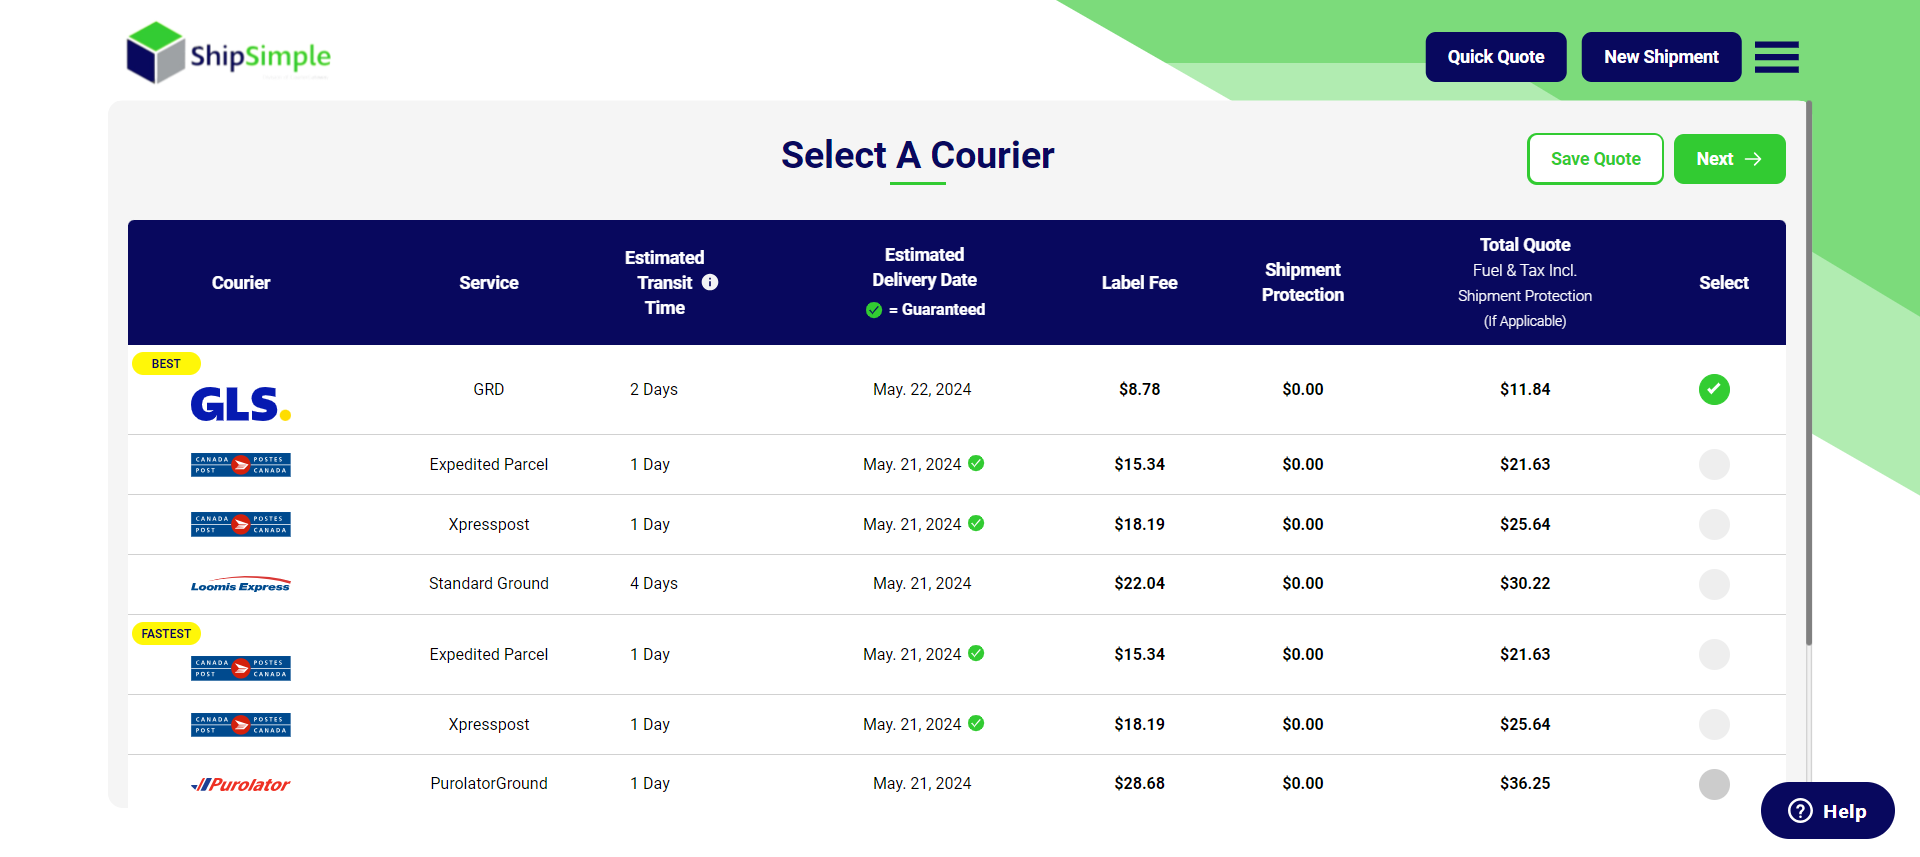 ShipSimple
Quick Quote
New Shipment
Select A Courier
Save Quote
Next
Courier
Service
Estimated
Transit
Time
Estimated
Delivery Date
= Guaranteed
Label Fee
Shipment
Protection
Total Quote
Fuel & Tax Incl.
Shipment Protection
(If Applicable)
Select
BEST
GLS.
GRD
2 Days
May. 22, 2024
$8.78
$0.00
$11.84
CANADA POSTES
POST CANADA
Expedited Parcel
1 Day
May. 21, 2024
$15.34
$0.00
$21.63
CANADA POSTES
POST CANADA
Xpresspost
1 Day
May. 21, 2024
$18.19
$0.00
$25.64
Loomis Express
Standard Ground
4 Days
May. 21, 2024
$22.04
$0.00
$30.22
FASTEST
CANADA POSTES
POST CANADA
Expedited Parcel
1 Day
May. 21, 2024
$15.34
$0.00
$21.63
CANADA POSTES
POST CANADA
Xpresspost
1 Day
May. 21, 2024
$18.19
$0.00
$25.64
Purolator
PurolatorGround
1 Day
May. 21, 2024
$28.68
$0.00
$36.25
Help